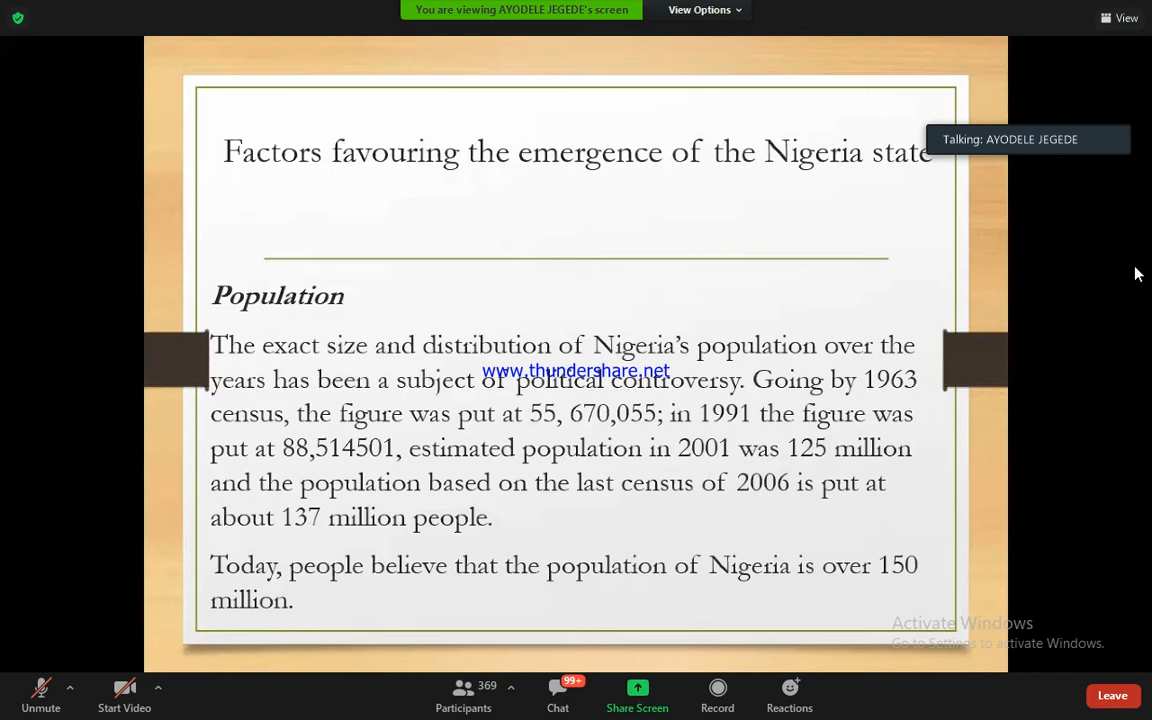 You are viewing AYODELE JEGEDE's screen
View Options
View
Factors favouring the emergence of the Nigeria state
Talking: AYODELE JEGEDE
Population
The exact size and distribution of Nigeria's population over the
www.thundershare.net
years has been a subject of political controversy. Going by 1963
census, the figure was put at 55, 670,055; in 1991 the figure was
put at 88,514501, estimated population in 2001 was 125 million
and the population based on the last census of 2006 is put at
about 137 million people.
Today, people believe that the population of Nigeria is over 150
million.
Activate Windows
Go to Settings to activate Windows.
Unmute
Start Video
369
Participants
99+
Chat
Share Screen
Record
Reactions
Leave